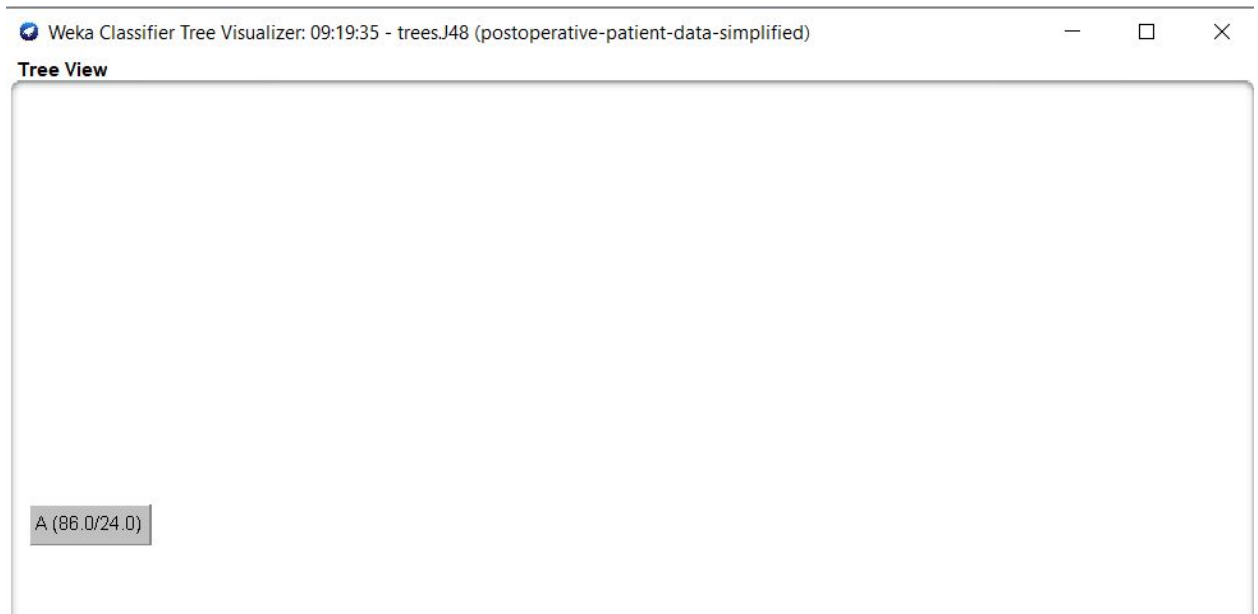 Weka Classifier Tree Visualizer: 09:19:35 - trees.J48 (postoperative-patient-data-simplified)
Tree View
A (86.0/24.0)